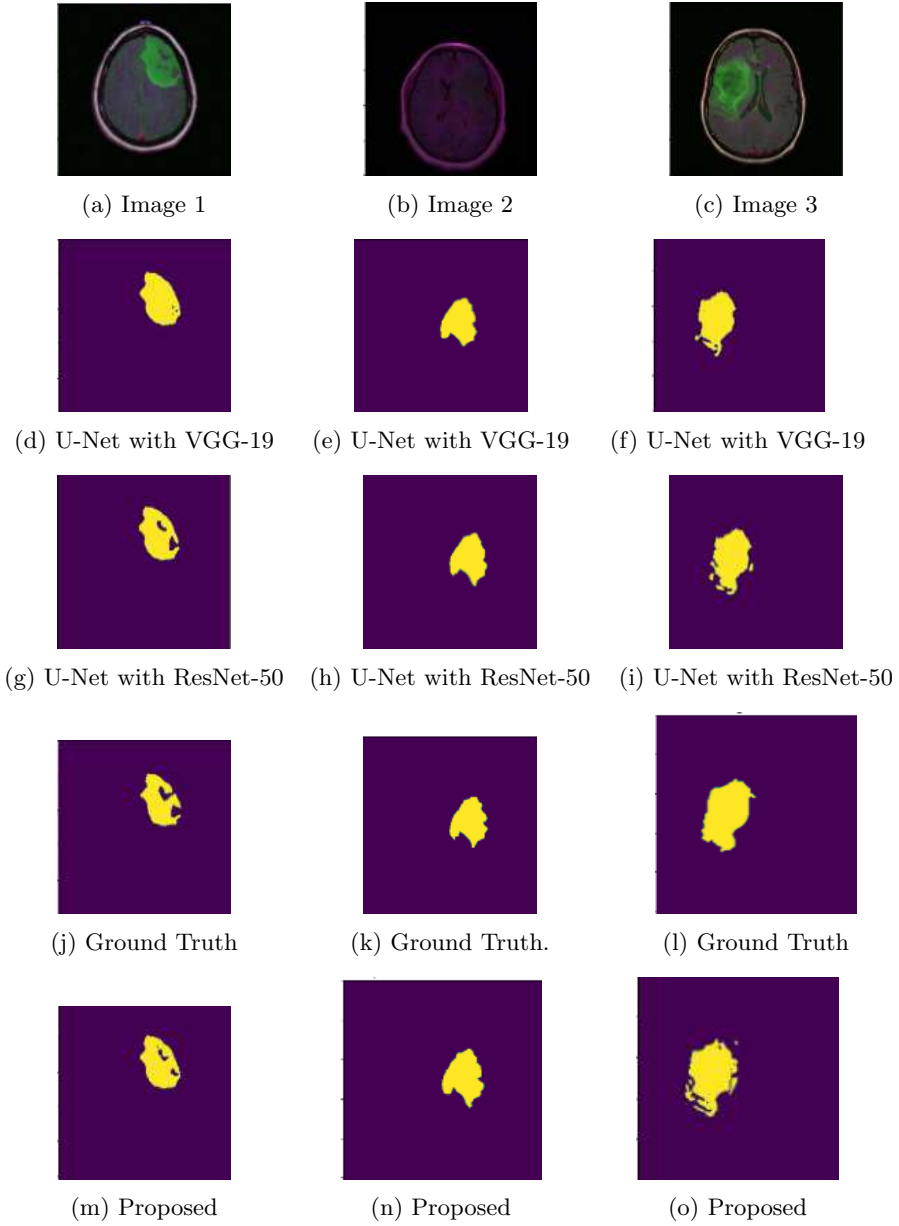 (a) Image 1
(b) Image 2
(c) Image 3
(d) U-Net with VGG-19
(e) U-Net with VGG-19
(f) U-Net with VGG-19
(g) U-Net with ResNet-50
(h) U-Net with ResNet-50
(i) U-Net with ResNet-50
(j) Ground Truth
(k) Ground Truth.
(l) Ground Truth
(m) Proposed
(n) Proposed
(o) Proposed